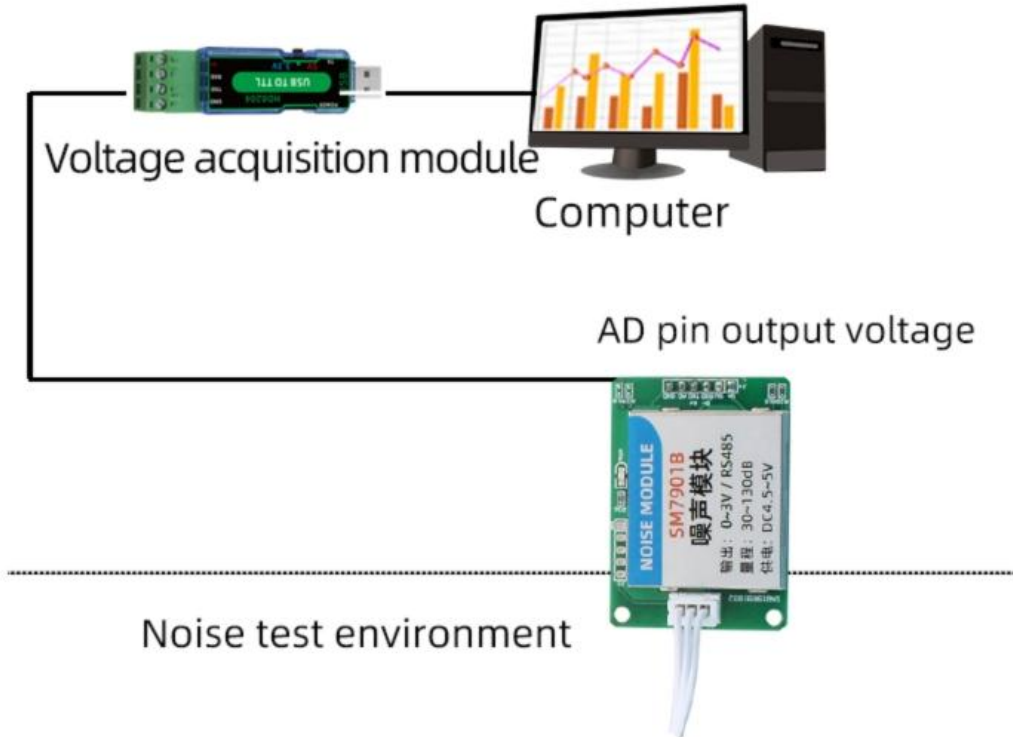 USB TO TTL
HD8204
Voltage acquisition module
Computer
AD pin output voltage
NOISE MODULE
SM7901B
噪声模块
输出：0~3V / RS485
量程：30~130dB
供电：DC4.5~5V
Noise test environment